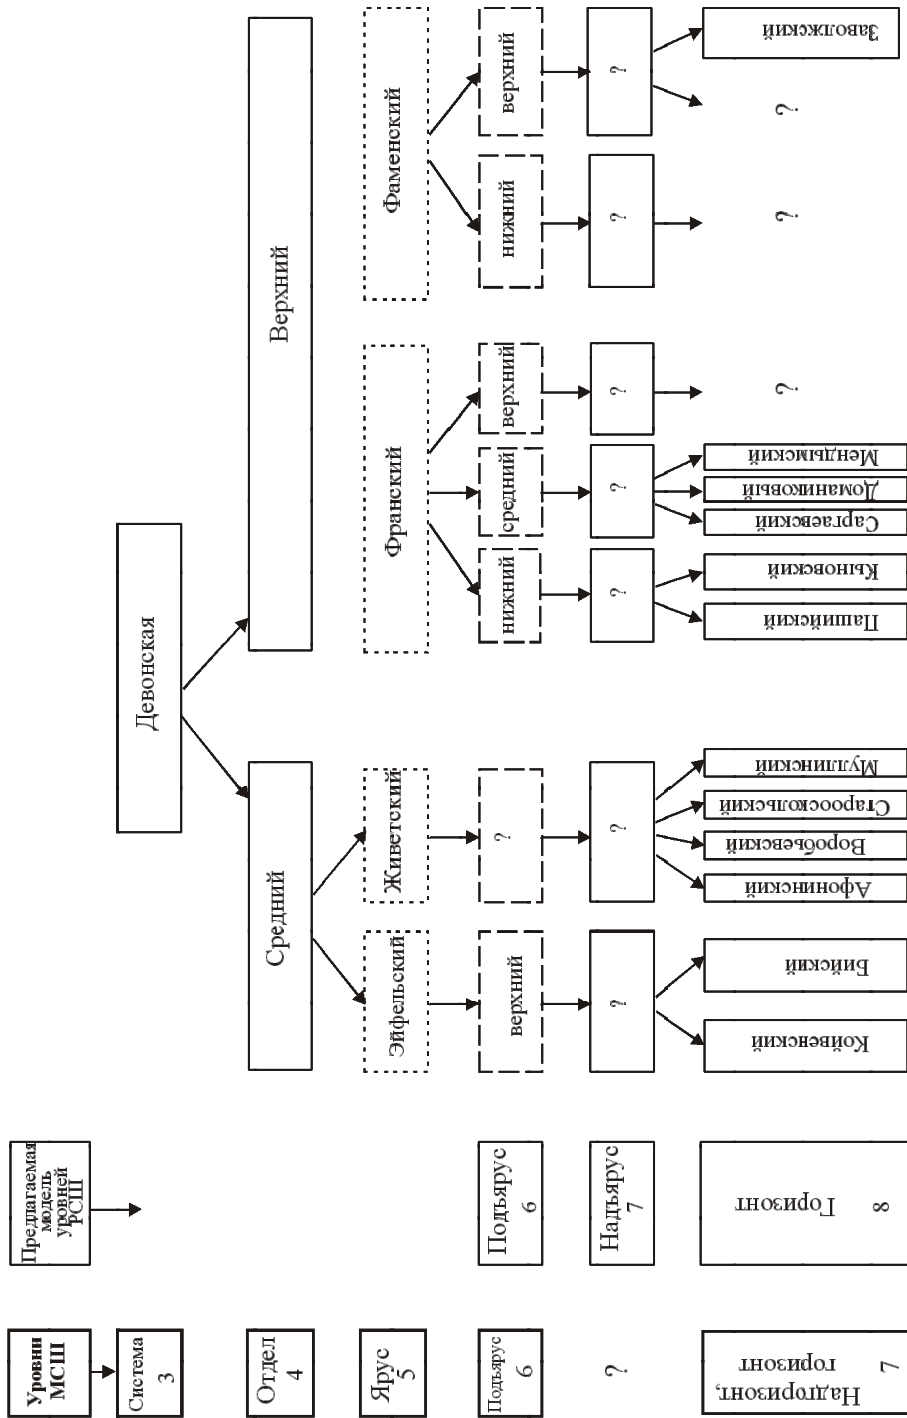 Уровни
МСШ
Предлагаемая
модель
уровней
РСШ
Система
3
Девонская
Отдел
4
Средний
Верхний
Ярус
5
Эйфельский
Живетский
Франский
Фаменский
Подъярус
6
Подъярус
6
верхний
?
нижний
средний
верхний
нижний
верхний
?
Надъярус
7
?
?
?
?
?
?
?
Надгоризонт,
горизонт
7
Горизонт
8
Койвенский
Бийский
Афонинский
Воробьевский
Старооскольский
Муллинский
Пашийский
Кыновский
Саргаевский
Доманиковый
Мендымский
?
?
?
Заволжский